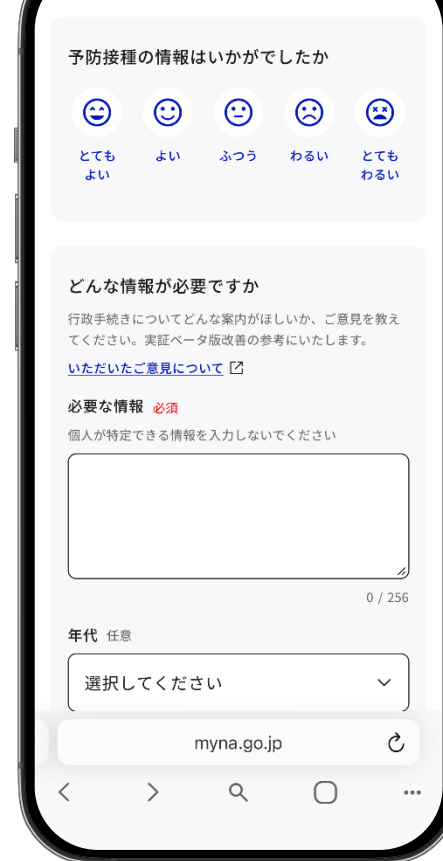 予防接種の情報はいかがでしたか
とても
よい
よい
ふつう
わるい
とても
わるい
どんな情報が必要ですか
行政手続きについてどんな案内がほしいか、ご意見を教え
てください。実証ベータ版改善の参考にいたします。
いただいたご意見について
必要な情報 必須
個人が特定できる情報を入力しないでください
0 / 256
年代 任意
選択してください
myna.go.jp